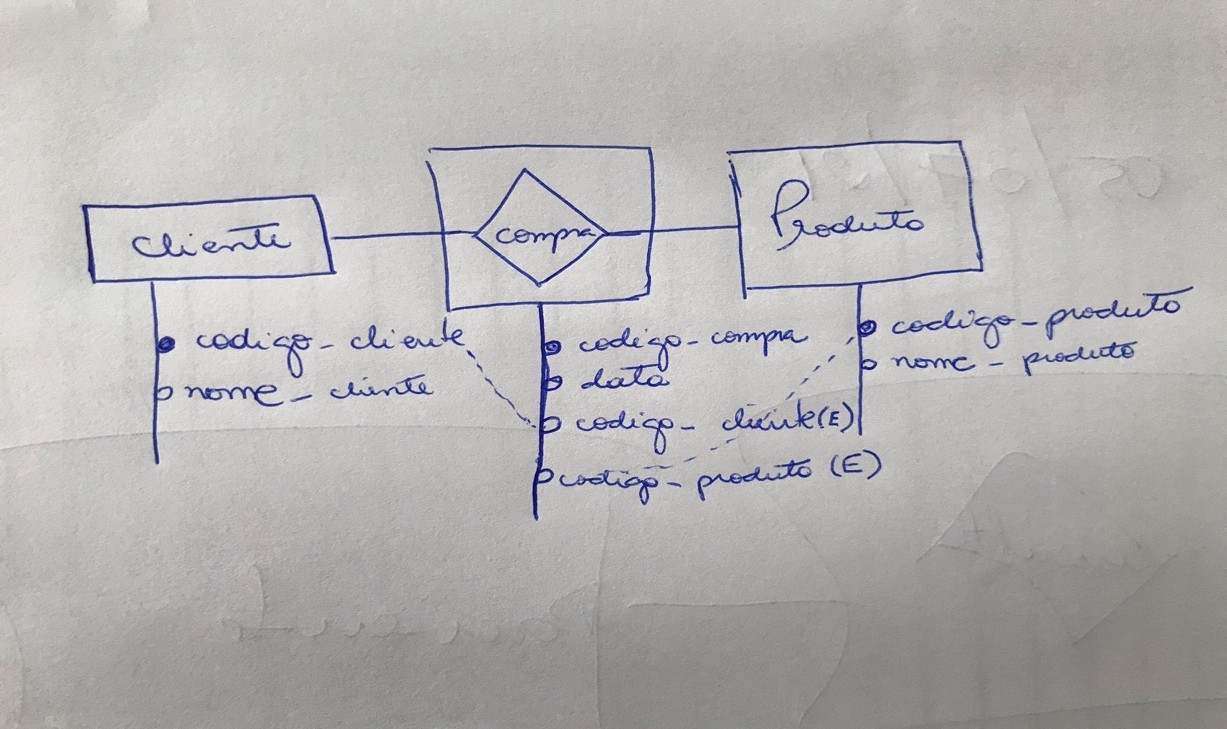 Cliente
compra
Produto
codigo-cliente
nome-cliente
codigo-compra
data
codigo-cliente(E)
codigo-produto (E)
codigo-produto
nome-produto